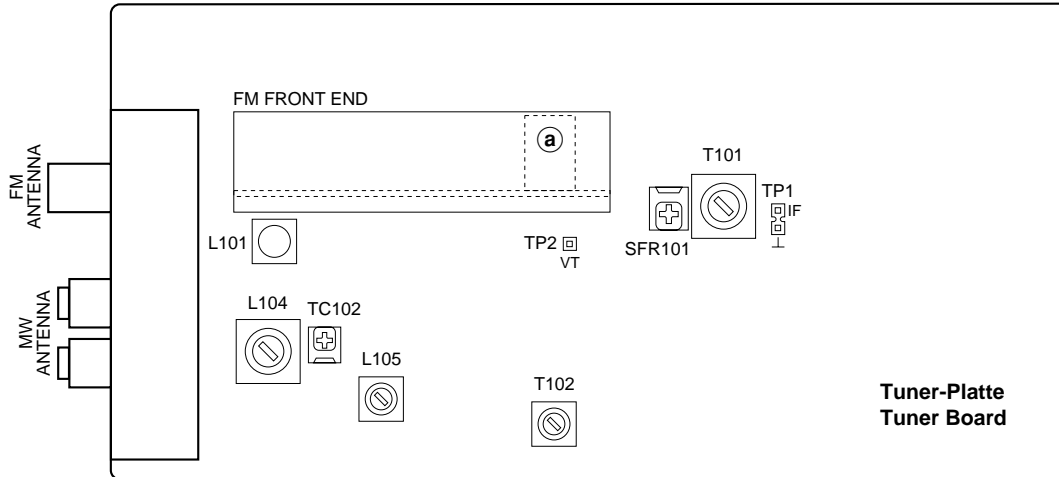 FM FRONT END
a
T101
FM
ANTENNA
TP1
IF
L101
TP2
VT
SFR101
⊥
L104
TC102
MW
ANTENNA
L105
T102
Tuner-Platte
Tuner Board